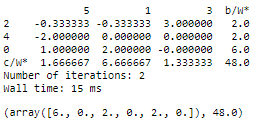 5 1 3 b/W*
2 -0.333333 -0.333333 3.000000 2.0
4 -2.000000 0.000000 0.000000 2.0
0 1.000000 2.000000 -0.000000 6.0
c/W* 1.666667 6.666667 1.333333 48.0
Number of iterations: 2
Wall time: 15 ms
(array([6., 0., 2., 0., 2., 0.]), 48.0)